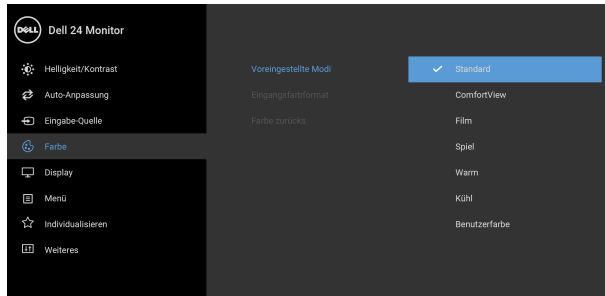 DELL Dell 24 Monitor
Helligkeit/Kontrast
Auto-Anpassung
Eingabe-Quelle
Farbe
Display
Menü
Individualisieren
Weiteres
Voreingestellte Modi
Eingangsfarbformat
Farbe zurücks.
Standard
ComfortView
Film
Spiel
Warm
Kühl
Benutzerfarbe